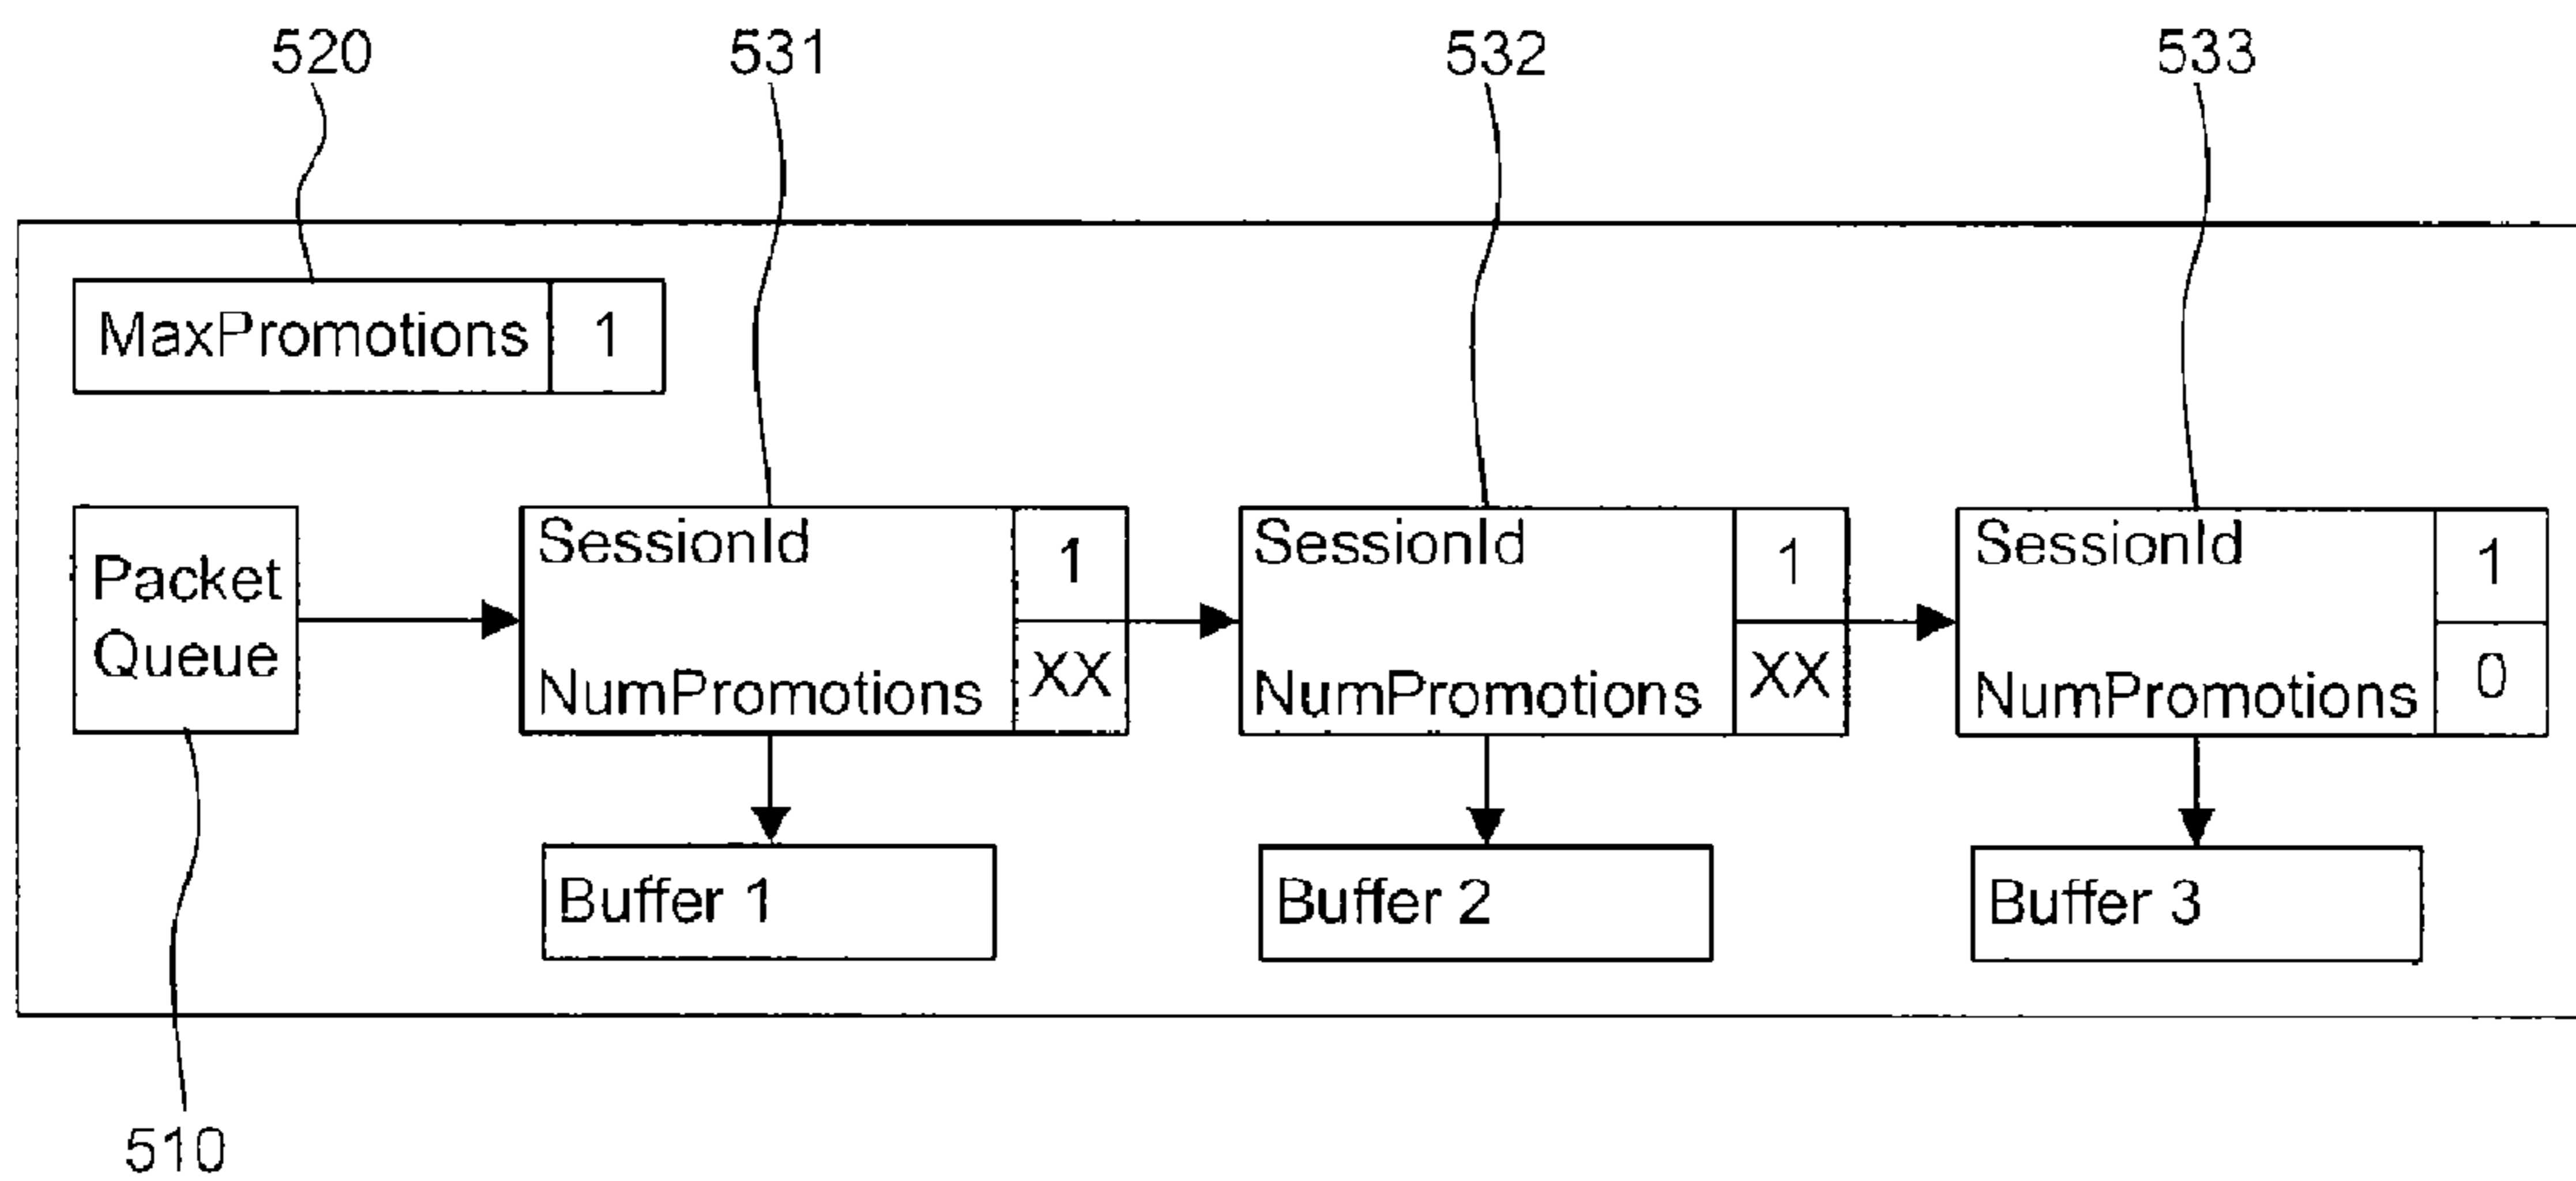 520 531 532 533
MaxPromotions 1
Packet
Queue
SessionId 1
NumPromotions XX
SessionId 1
NumPromotions XX
SessionId 1
NumPromotions 0
Buffer 1
Buffer 2
Buffer 3
510